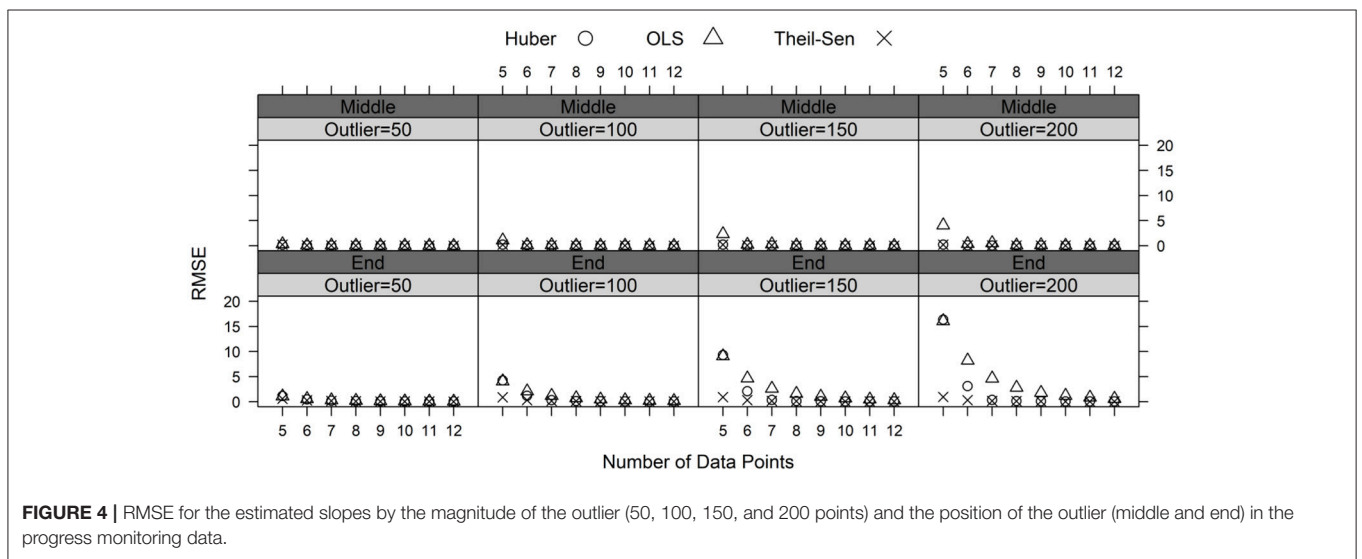 Huber OLS Theil-Sen
5 6 7 8 9 10 11 12 5 6 7 8 9 10 11 12
Middle Middle Middle Middle
Outlier=50 Outlier=100 Outlier=150 Outlier=200
20
15
10
5
0
RMSE
End End End End
Outlier=50 Outlier=100 Outlier=150 Outlier=200
20
15
10
5
0
5 6 7 8 9 10 11 12 5 6 7 8 9 10 11 12
Number of Data Points
FIGURE 4 | RMSE for the estimated slopes by the magnitude of the outlier (50, 100, 150, and 200 points) and the position of the outlier (middle and end) in the
progress monitoring data.